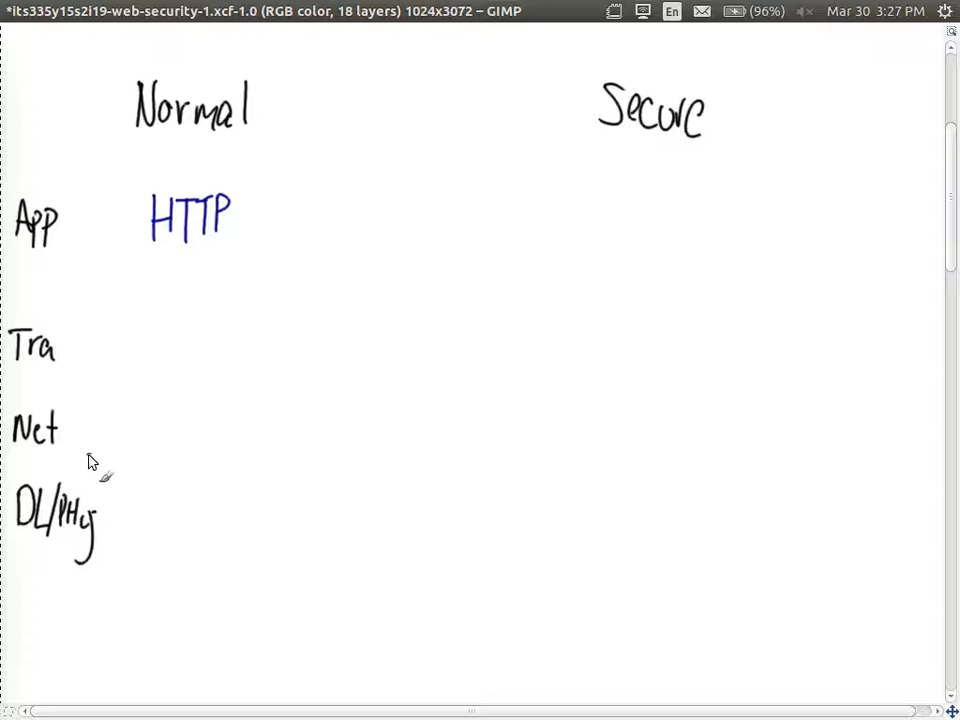 *its335y15s2i19-web-security-1.xcf-1.0 (RGB color, 18 layers) 1024x3072 – GIMP En (96%) Mar 30 3:27 PM
Normal Secure
App HTTP
Tra
Net
DL/PHy